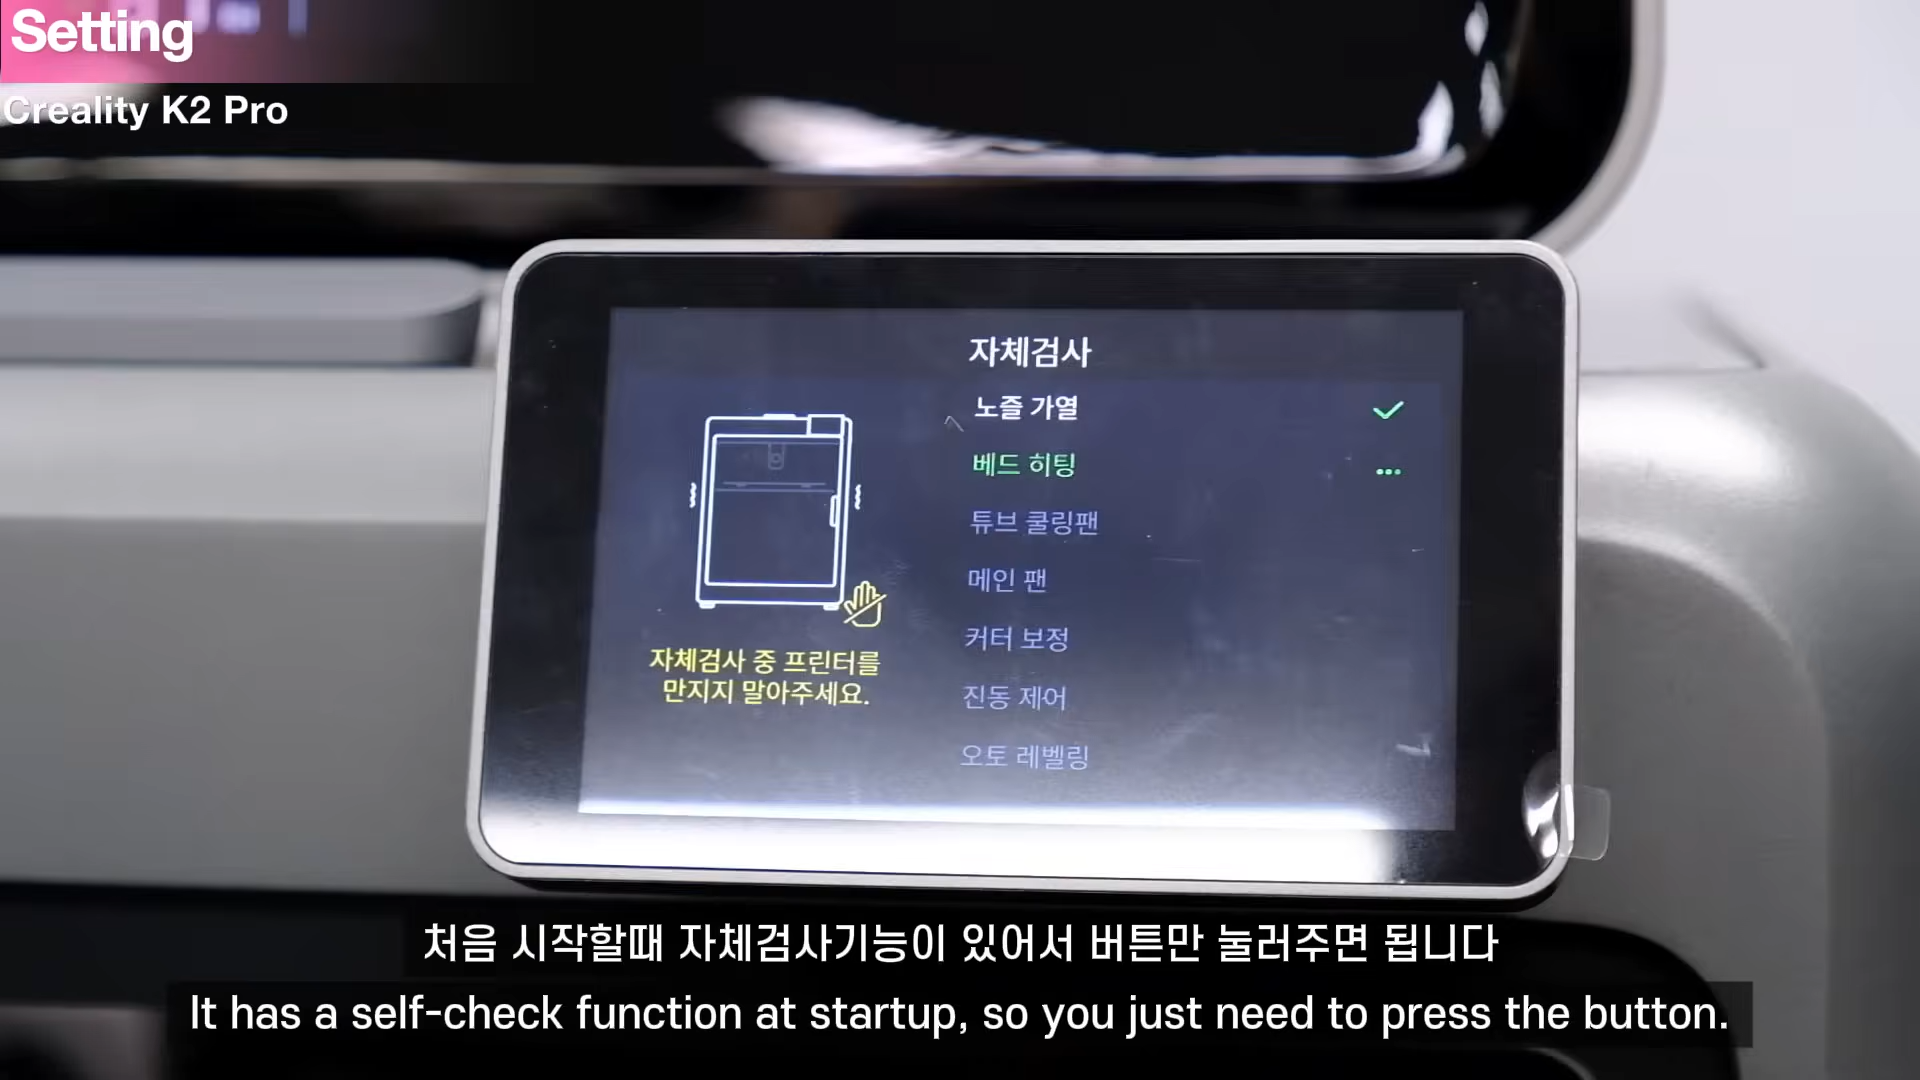 Setting
Creality K2 Pro
자체검사
노즐 가열
베드 히팅
튜브 쿨링팬
메인 팬
커터 보정
진동 제어
오토 레벨링
자체검사 중 프린터를
만지지 말아주세요.
처음 시작할때 자체검사기능이 있어서 버튼만 눌러주면 됩니다
It has a self-check function at startup, so you just need to press the button.